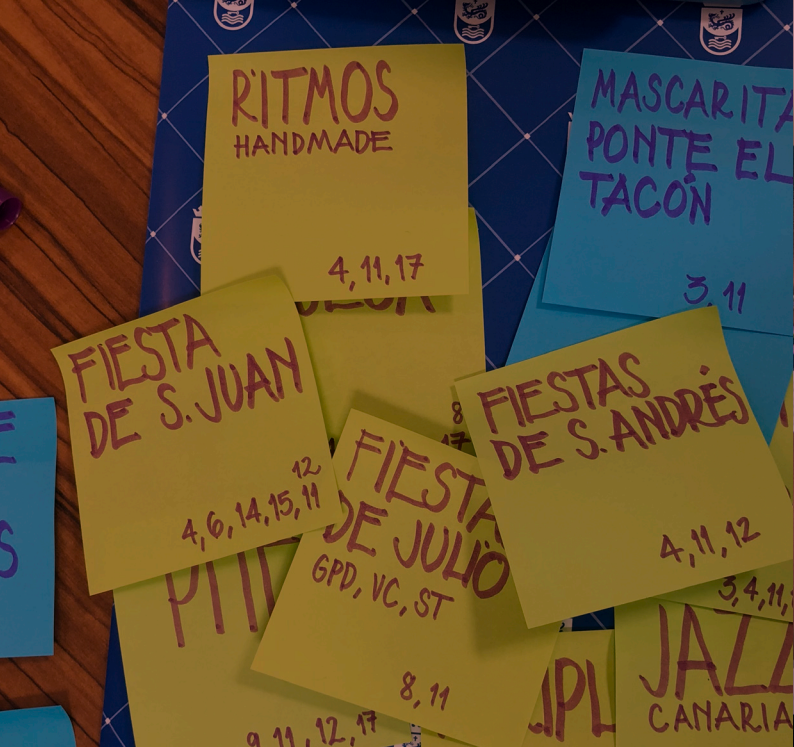 RITMOS
HANDMADE
4, 11, 17
MASCARITA
PONTE EL
TACÓN
3, 11
FIESTA
DE S. JUAN
12
4, 6, 14, 15, 11
8
17
FIESTAS
DE S. ANDRÉS
4, 11, 12
FIESTA
DE JULIO
GPD, VC, ST
8, 11
3, 4, 11,
9, 11, 12, 17
JAZZ
CANARIA